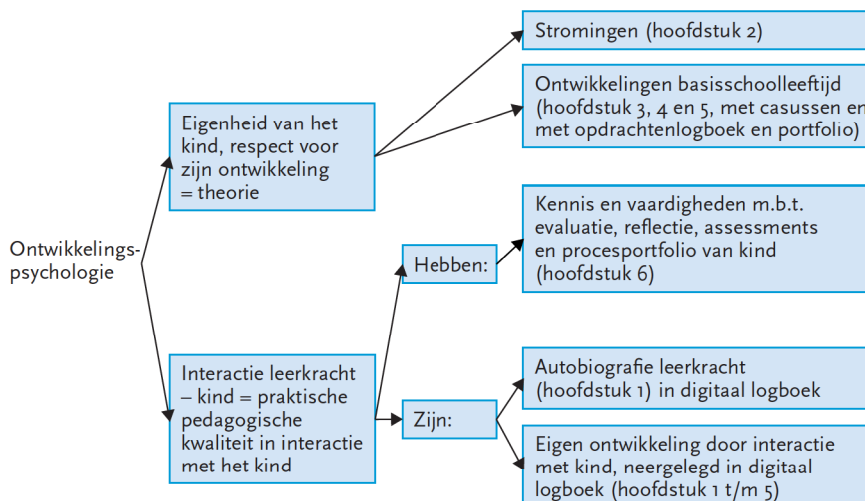 Stromingen (hoofdstuk 2)
Ontwikkelingen basisschoolleeftijd
(hoofdstuk 3, 4 en 5, met casussen en
met opdrachtenlogboek en portfolio)
Eigenheid van het
kind, respect voor
zijn ontwikkeling
= theorie
Ontwikkelings-
psychologie
Kennis en vaardigheden m.b.t.
evaluatie, reflectie, assessments
en procesportfolio van kind
(hoofdstuk 6)
Hebben:
Interactie leerkracht
– kind = praktische
pedagogische
kwaliteit in interactie
met het kind
Zijn:
Autobiografie leerkracht
(hoofdstuk 1) in digitaal logboek
Eigen ontwikkeling door interactie
met kind, neergelegd in digitaal
logboek (hoofdstuk 1 t/m 5)